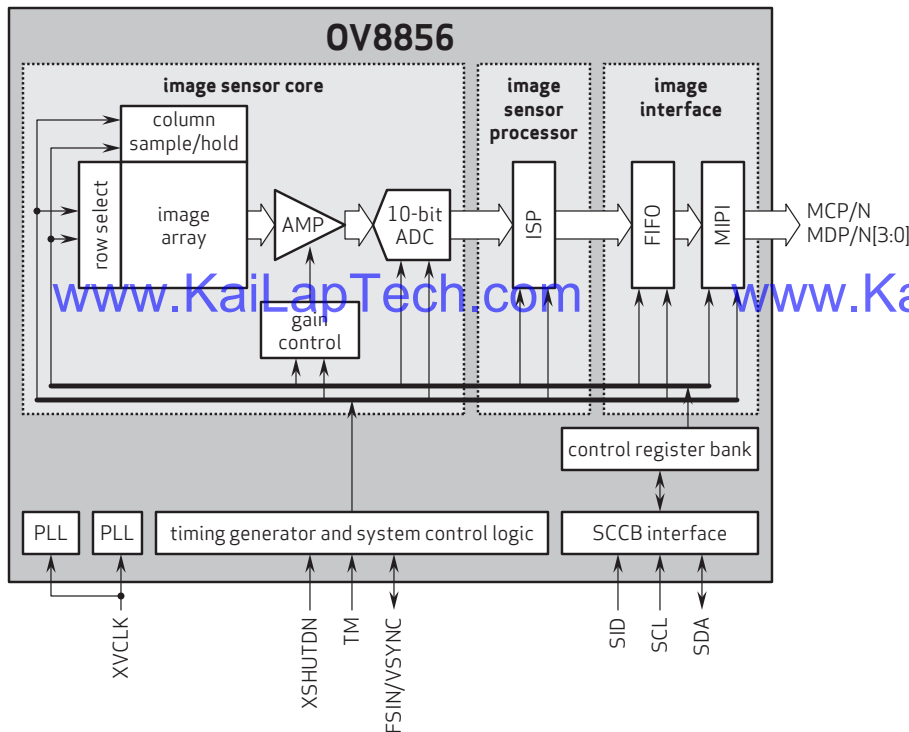 OV8856
image sensor core
image
sensor
processor
image
interface
column
sample/hold
row select
image
array
AMP
10-bit
ADC
ISP
FIFO
MIPI
MCP/N
MDP/N[3:0]
www.KaiLapTech.com
www.Ka
gain
control
control register bank
PLL
PLL
timing generator and system control logic
SCCB interface
XVCLK
XSHUTDN
TM
FSIN/VSYNC
SID
SCL
SDA